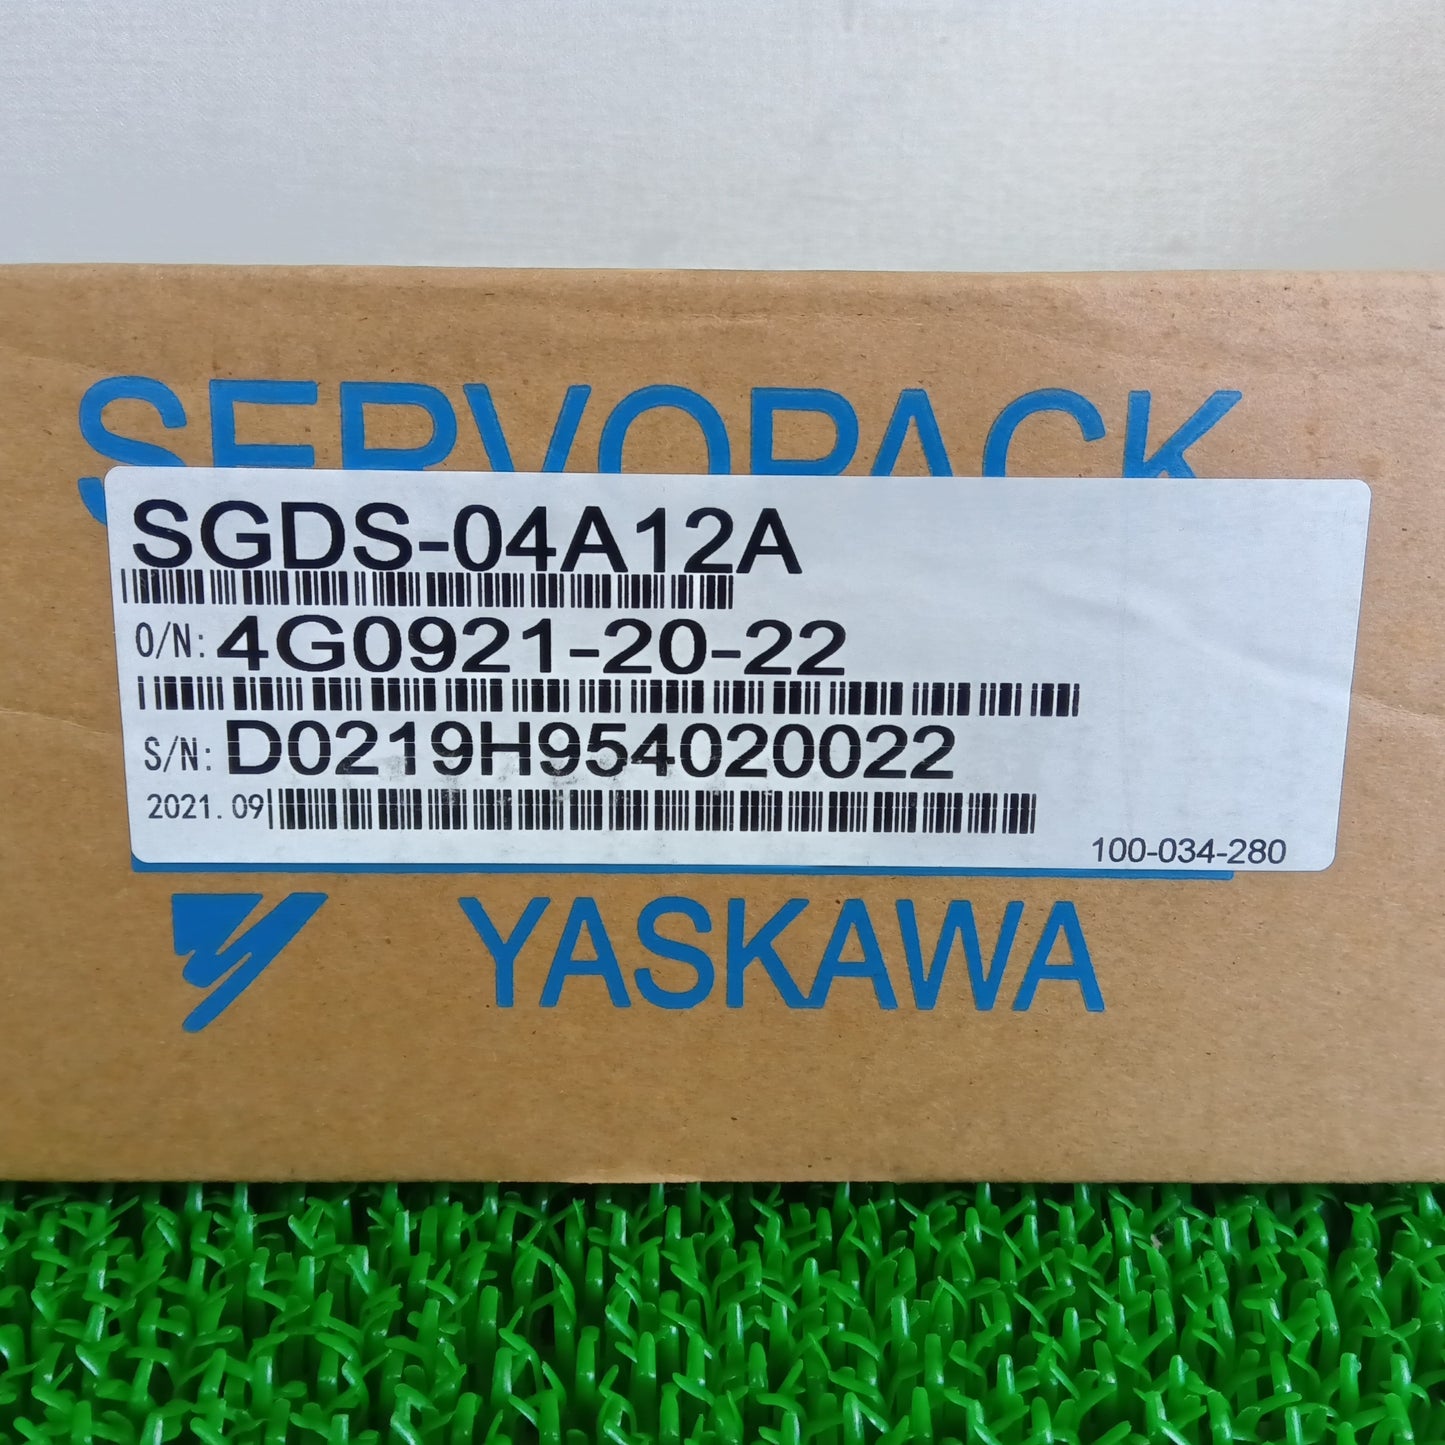 SERVOPACK
SGDS-04A12A
O/N: 4G0921-20-22
S/N: D0219H954020022
2021.09
100-034-280
YASKAWA